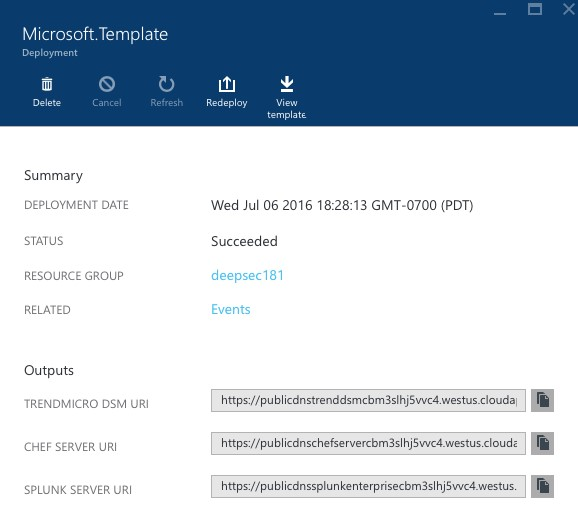 Microsoft.Template
Deployment
Delete Cancel Refresh Redeploy View template
Summary
DEPLOYMENT DATE Wed Jul 06 2016 18:28:13 GMT-0700 (PDT)
STATUS Succeeded
RESOURCE GROUP deepsec181
RELATED Events
Outputs
TRENDMICRO DSM URI https://publicdnstrenddsmcbm3slhj5vvc4.westus.cloudap
CHEF SERVER URI https://publicdnschefservercbm3slhj5vvc4.westus.clouda
SPLUNK SERVER URI https://publicdnssplunkenterprisecbm3slhj5vvc4.westus.